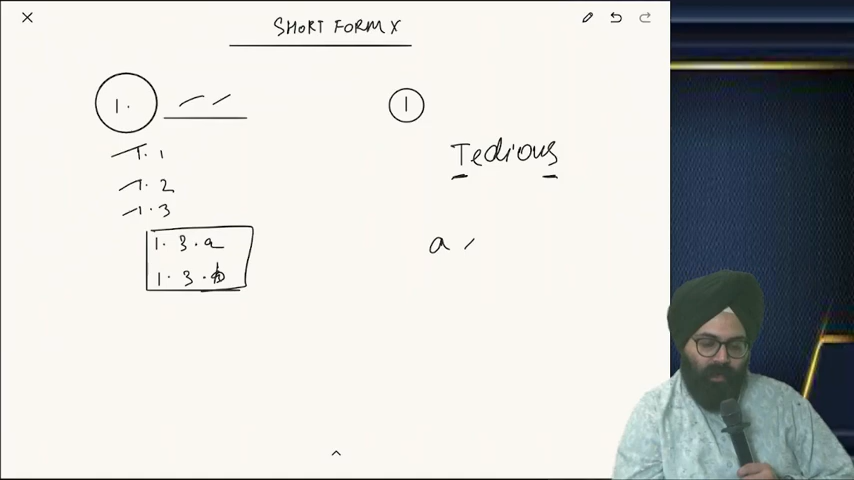 SHORT FORM X
1.
1. 1
1. 2
1. 3
1. 3. a
1. 3. b
1
Tedious
a